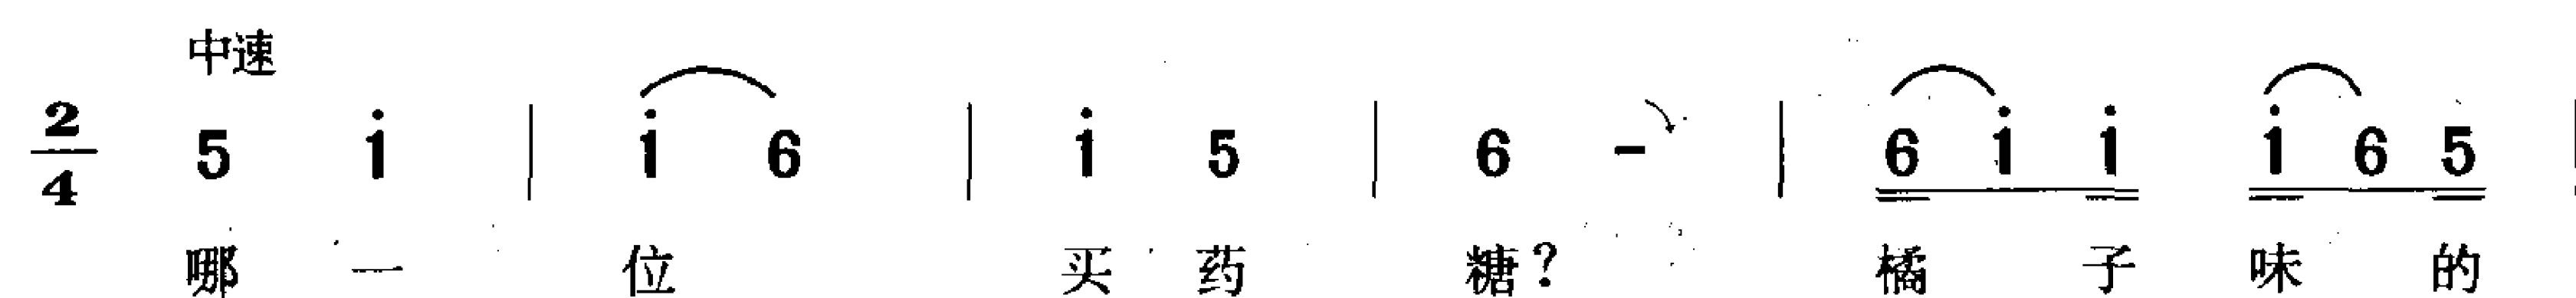 中速
2/4 5 i | i 6 | i 5 | 6 - | 6 i i i 6 5 |
哪 一 位 买 药 糖？ 橘 子 味 的